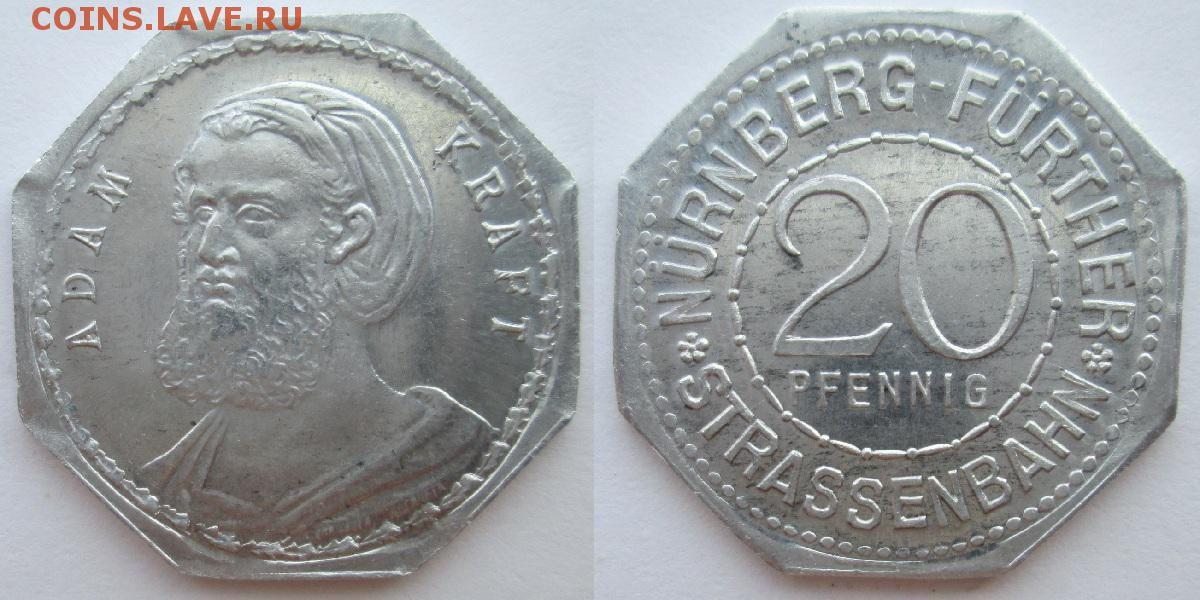 COINS.LAVE.RU
ADAM KRAFT
NÜRNBERG-FÜRTHER
STRASSENBAHN
20
PFENNIG